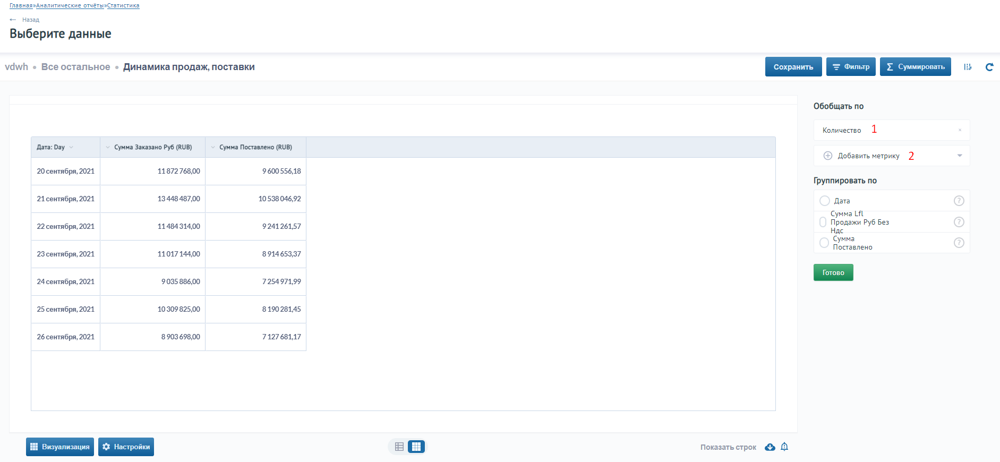 Главная»Аналитические отчёты»Статистика
← Назад
Выберите данные
vdwh • Все остальное • Динамика продаж, поставки
Сохранить
Фильтр
Σ Суммировать
Дата: Day
Сумма Заказано Руб (RUB)
Сумма Поставлено (RUB)
20 сентября, 2021 11 872 768,00 9 600 556,18
21 сентября, 2021 13 448 487,00 10 538 046,92
22 сентября, 2021 11 484 314,00 9 241 261,57
23 сентября, 2021 11 017 144,00 8 914 653,37
24 сентября, 2021 9 035 886,00 7 254 971,99
25 сентября, 2021 10 309 825,00 8 190 281,45
26 сентября, 2021 8 903 698,00 7 127 681,17
Обобщать по
Количество 1 ×
Добавить метрику 2
Группировать по
Дата ?
Сумма Lfl
Продажи Руб Без ?
Ндс
Сумма
Поставлено ?
Готово
Визуализация
Настройки
Показать строк